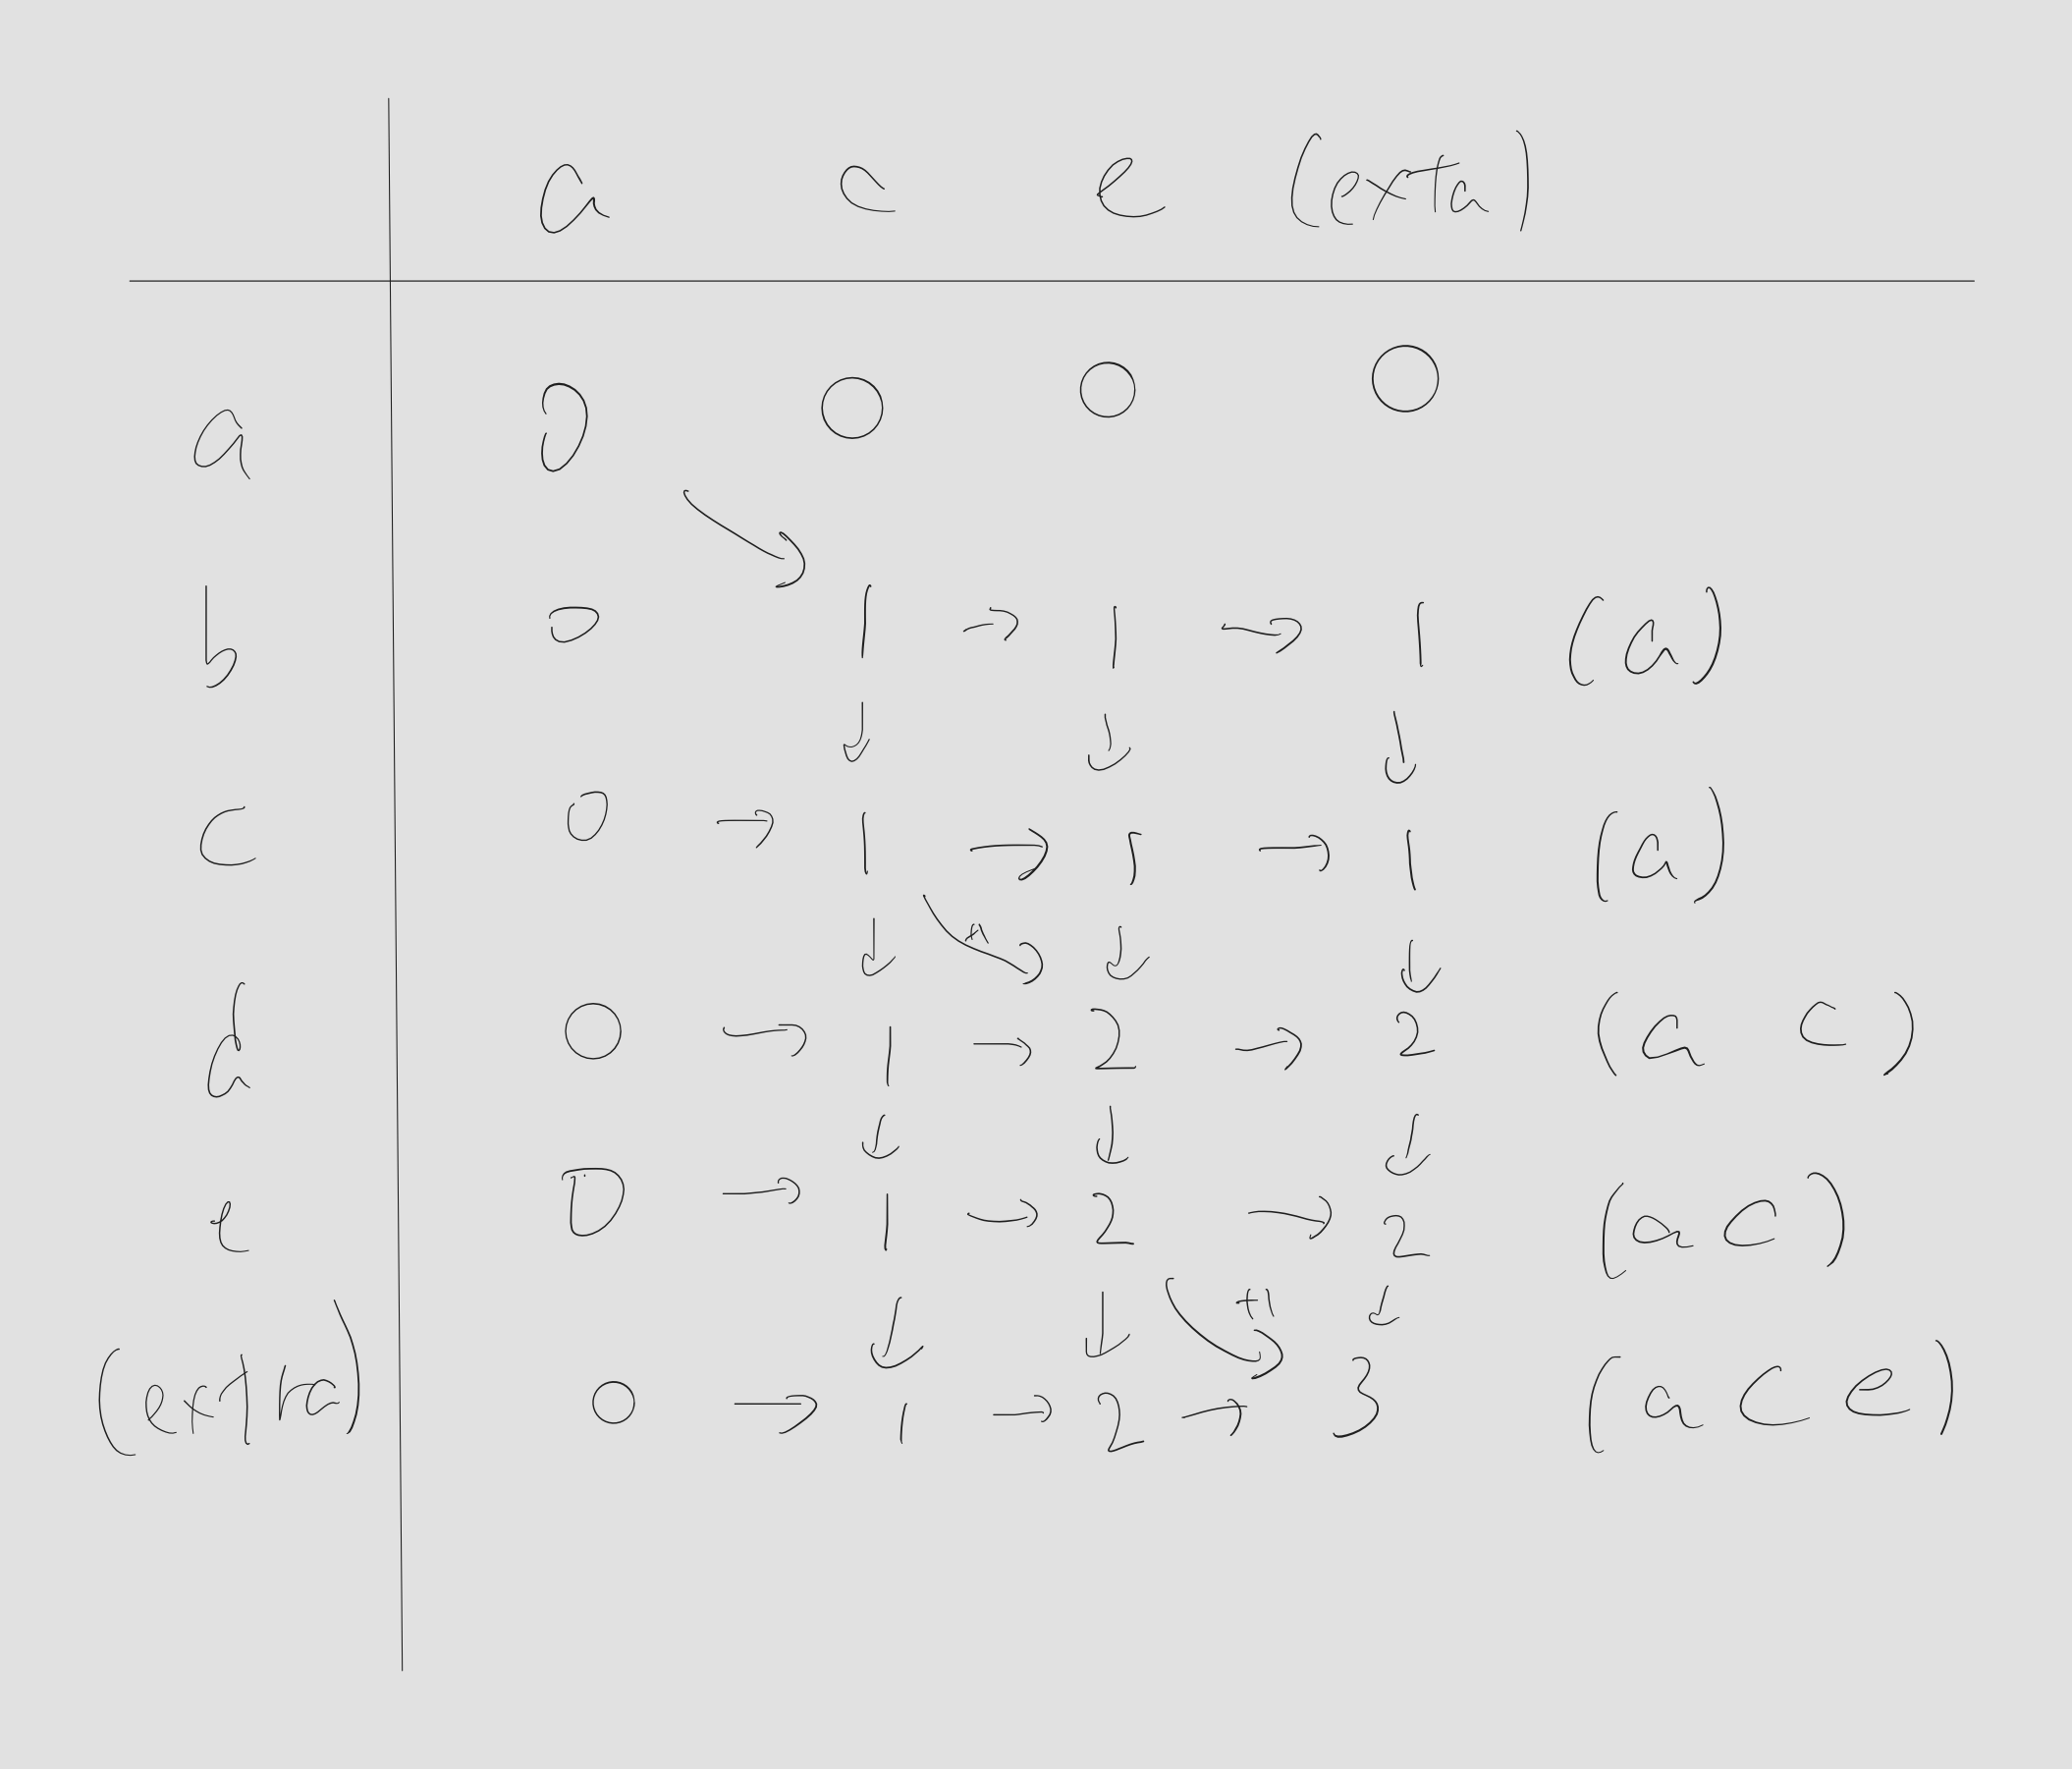 a c e (exta)
a 0 0 0 0
b 0 1 → 1 → 1 (a)
↓ ↓ ↓
c 0 → 1 → 1 → 1 (a)
↓ +1 ↓ ↓
d 0 → 1 → 2 → 2 (a c)
↓ ↓ ↓
e 0 → 1 → 2 → 2 (a c)
↓ ↓ +1 ↓
(extra) 0 → 1 → 2 → 3 (a c e)